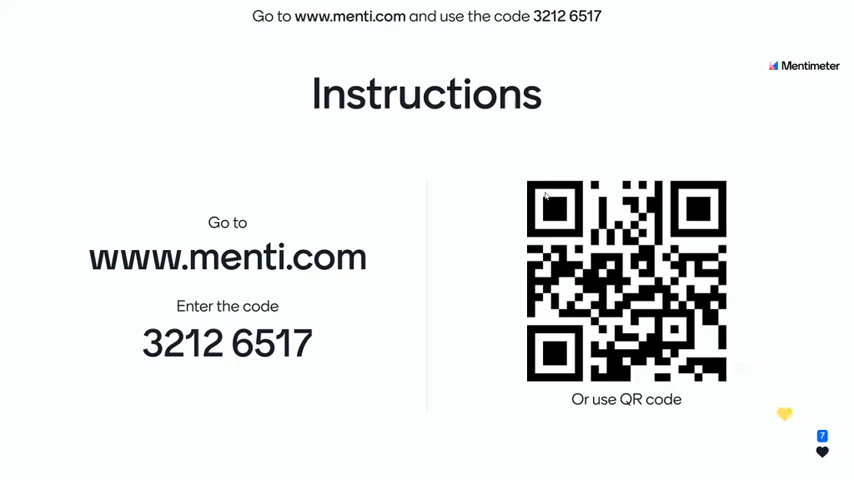 Go to www.menti.com and use the code 3212 6517
Mentimeter
Instructions
Go to
www.menti.com
Enter the code
3212 6517
Or use QR code
7